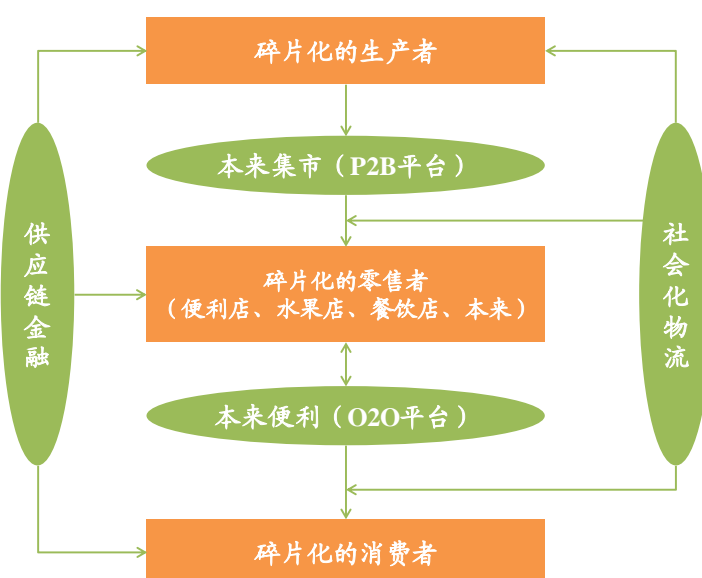 碎片化的生产者
本来集市（P2B平台）
供应链金融
社会化物流
碎片化的零售者
（便利店、水果店、餐饮店、本来）
本来便利（O2O平台）
碎片化的消费者